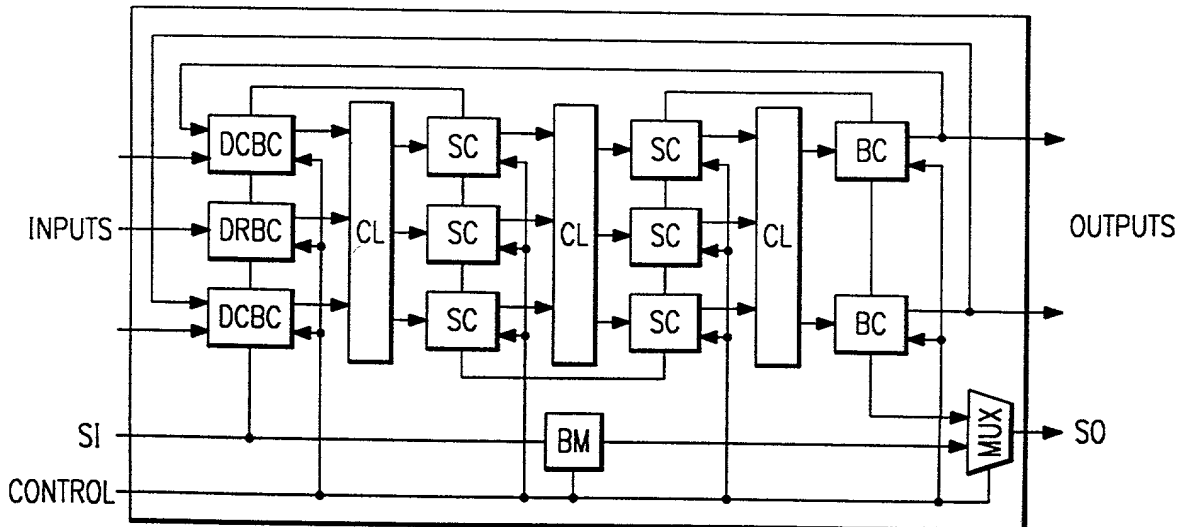 DCBC
SC
SC
BC
INPUTS
DRBC
CL
SC
CL
SC
CL
OUTPUTS
DCBC
SC
SC
BC
SI
BM
MUX
SO
CONTROL